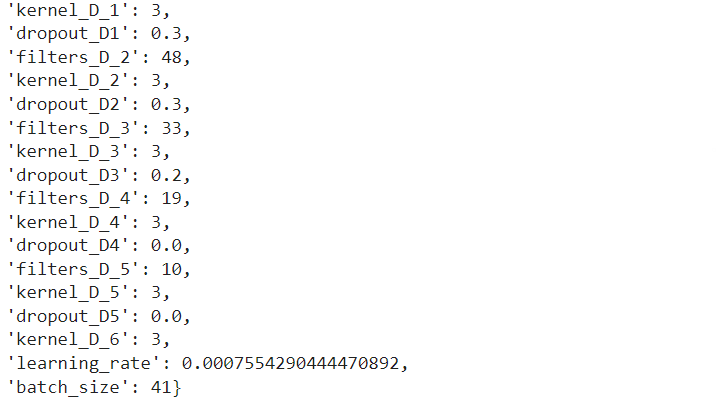 'kernel_D_1': 3,
'dropout_D1': 0.3,
'filters_D_2': 48,
'kernel_D_2': 3,
'dropout_D2': 0.3,
'filters_D_3': 33,
'kernel_D_3': 3,
'dropout_D3': 0.2,
'filters_D_4': 19,
'kernel_D_4': 3,
'dropout_D4': 0.0,
'filters_D_5': 10,
'kernel_D_5': 3,
'dropout_D5': 0.0,
'kernel_D_6': 3,
'learning_rate': 0.0007554290444470892,
'batch_size': 41}